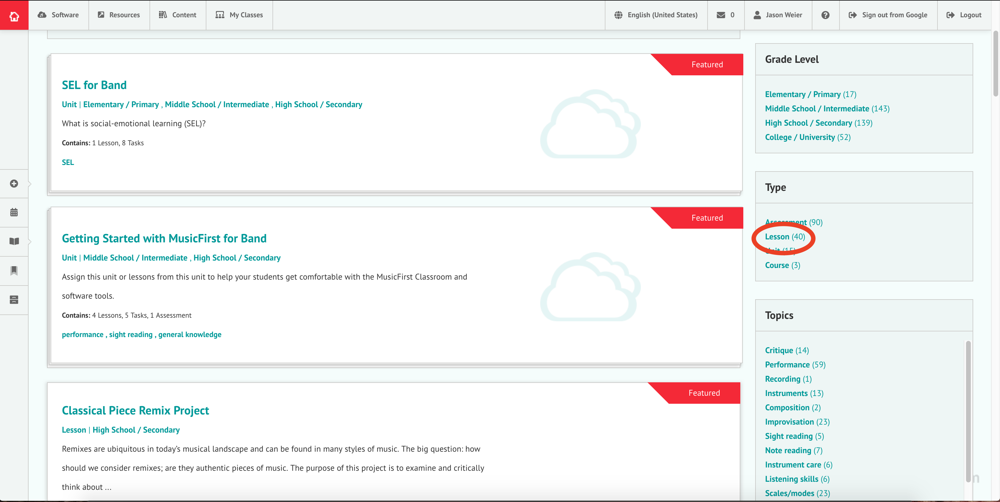 Software
Resources
Content
My Classes
English (United States)
0
Jason Weier
Sign out from Google
Logout
Featured
SEL for Band
Unit | Elementary / Primary , Middle School / Intermediate , High School / Secondary
What is social-emotional learning (SEL)?
Contains: 1 Lesson, 8 Tasks
SEL
Featured
Getting Started with MusicFirst for Band
Unit | Middle School / Intermediate , High School / Secondary
Assign this unit or lessons from this unit to help your students get comfortable with the MusicFirst Classroom and
software tools.
Contains: 4 Lessons, 5 Tasks, 1 Assessment
performance , sight reading , general knowledge
Featured
Classical Piece Remix Project
Lesson | High School / Secondary
Remixes are ubiquitous in today’s musical landscape and can be found in many styles of music. The big question: how
should we consider remixes; are they authentic pieces of music. The purpose of this project is to examine and critically
think about ...
Grade Level
Elementary / Primary (17)
Middle School / Intermediate (143)
High School / Secondary (139)
College / University (52)
Type
Assessment (90)
Lesson (40)
Unit (15)
Course (3)
Topics
Critique (14)
Performance (59)
Recording (1)
Instruments (13)
Composition (2)
Improvisation (23)
Sight reading (5)
Note reading (7)
Instrument care (6)
Listening skills (6)
Scales/modes (23)